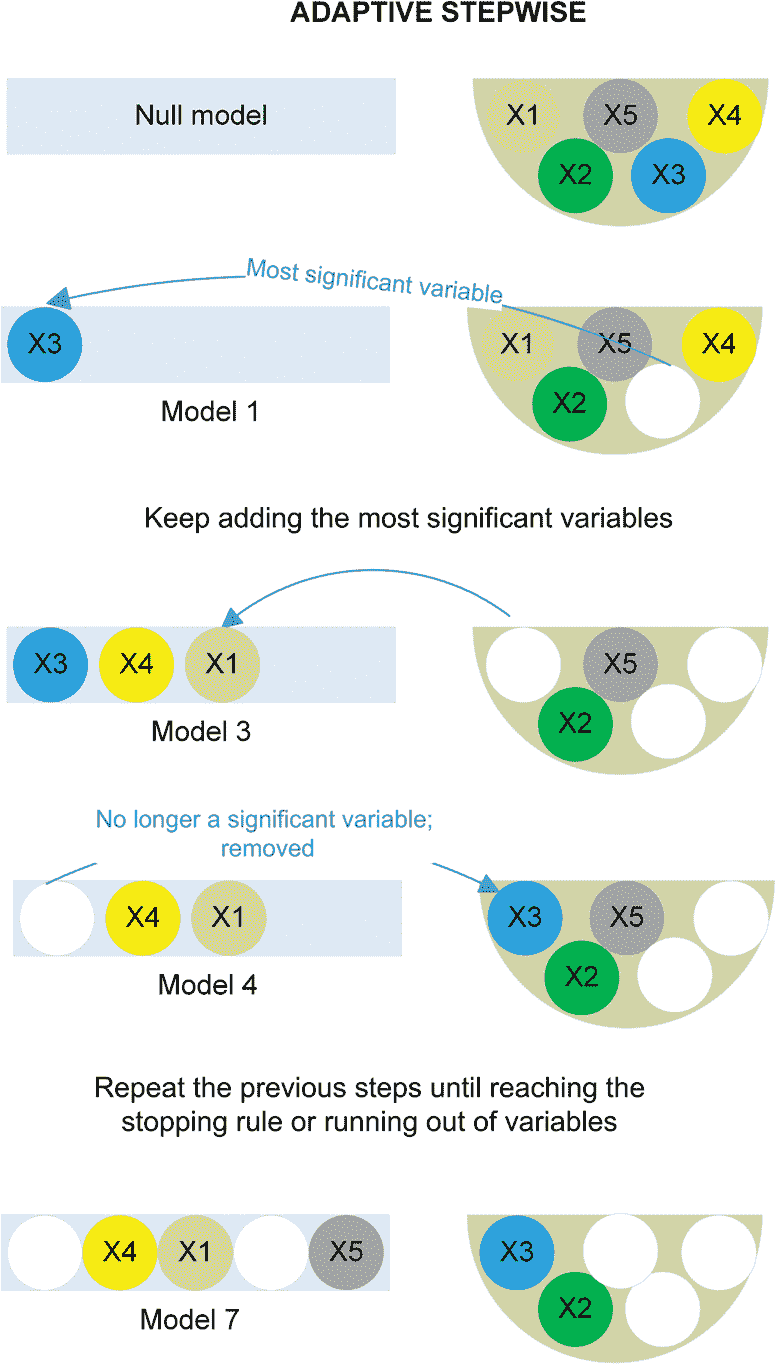 ADAPTIVE STEPWISE
Null model
X1
X5
X4
X2
X3
Most significant variable
X3
X1
X5
X4
X2
Model 1
Keep adding the most significant variables
X3
X4
X1
X5
X2
Model 3
No longer a significant variable;
removed
X4
X1
X3
X5
X2
Model 4
Repeat the previous steps until reaching the
stopping rule or running out of variables
X4
X1
X5
X3
X2
Model 7